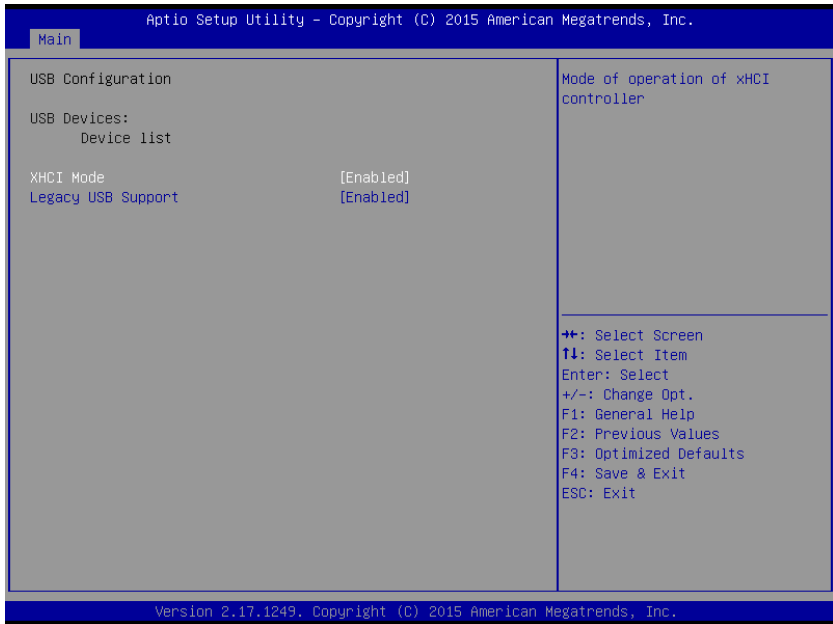 Aptio Setup Utility – Copyright (C) 2015 American Megatrends, Inc.
Main
USB Configuration
USB Devices:
Device list
XHCI Mode [Enabled]
Legacy USB Support [Enabled]
Mode of operation of xHCI
controller
→←: Select Screen
↑↓: Select Item
Enter: Select
+/-: Change Opt.
F1: General Help
F2: Previous Values
F3: Optimized Defaults
F4: Save & Exit
ESC: Exit
Version 2.17.1249. Copyright (C) 2015 American Megatrends, Inc.